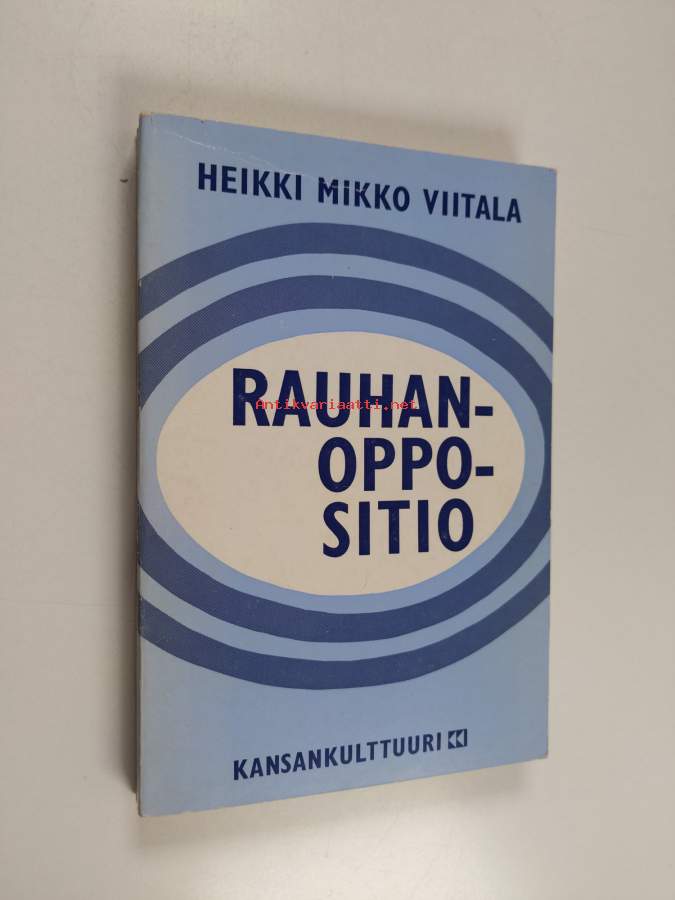 HEIKKI MIKKO VIITALA
RAUHAN-
Antikvariaatti.net
OPPO-
SITIO
KANSANKULTTUURI